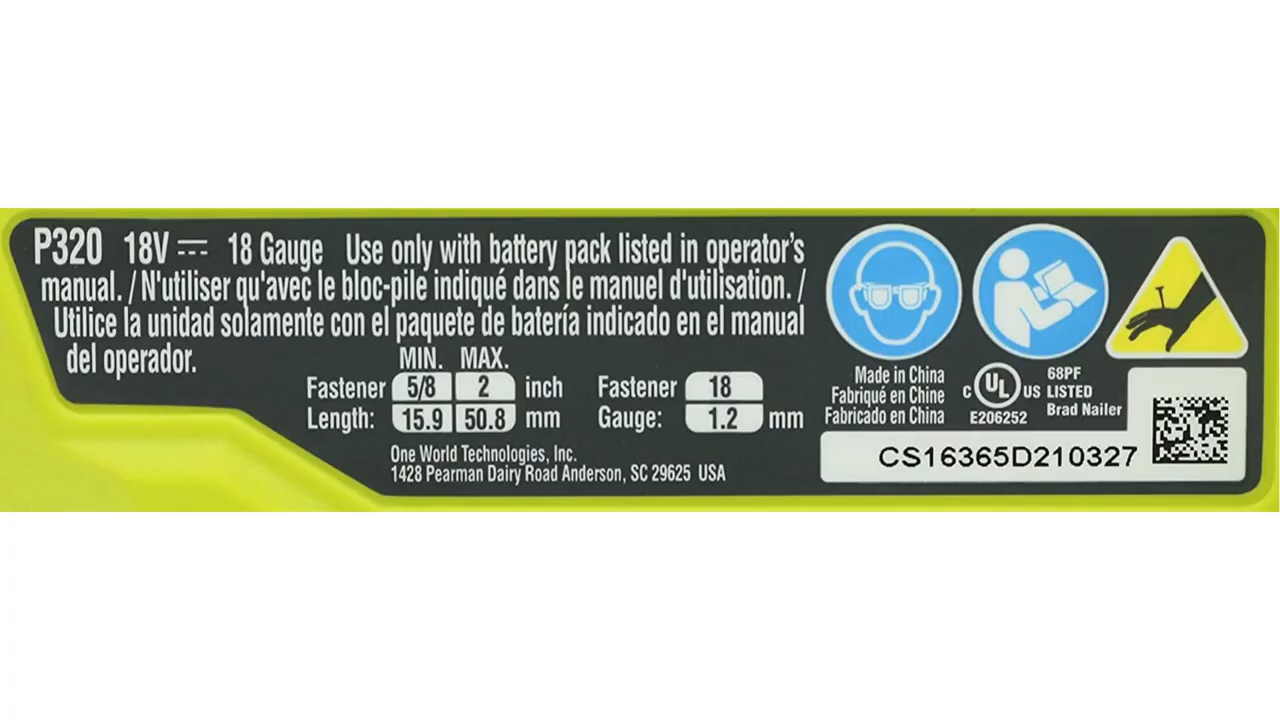 P320 18V 18 Gauge Use only with battery pack listed in operator's
manual. / N'utiliser qu'avec le bloc-pile indiqué dans le manuel d'utilisation. /
Utilice la unidad solamente con el paquete de batería indicado en el manual
del operador.
MIN. MAX.
Fastener 5/8 2 inch
Length: 15.9 50.8 mm
Fastener 18
Gauge: 1.2 mm
One World Technologies, Inc.
1428 Pearman Dairy Road Anderson, SC 29625 USA
Made in China
Fabriqué en Chine
Fabricado en China
C UL US
E206252
68PF
LISTED
Brad Nailer
CS16365D210327